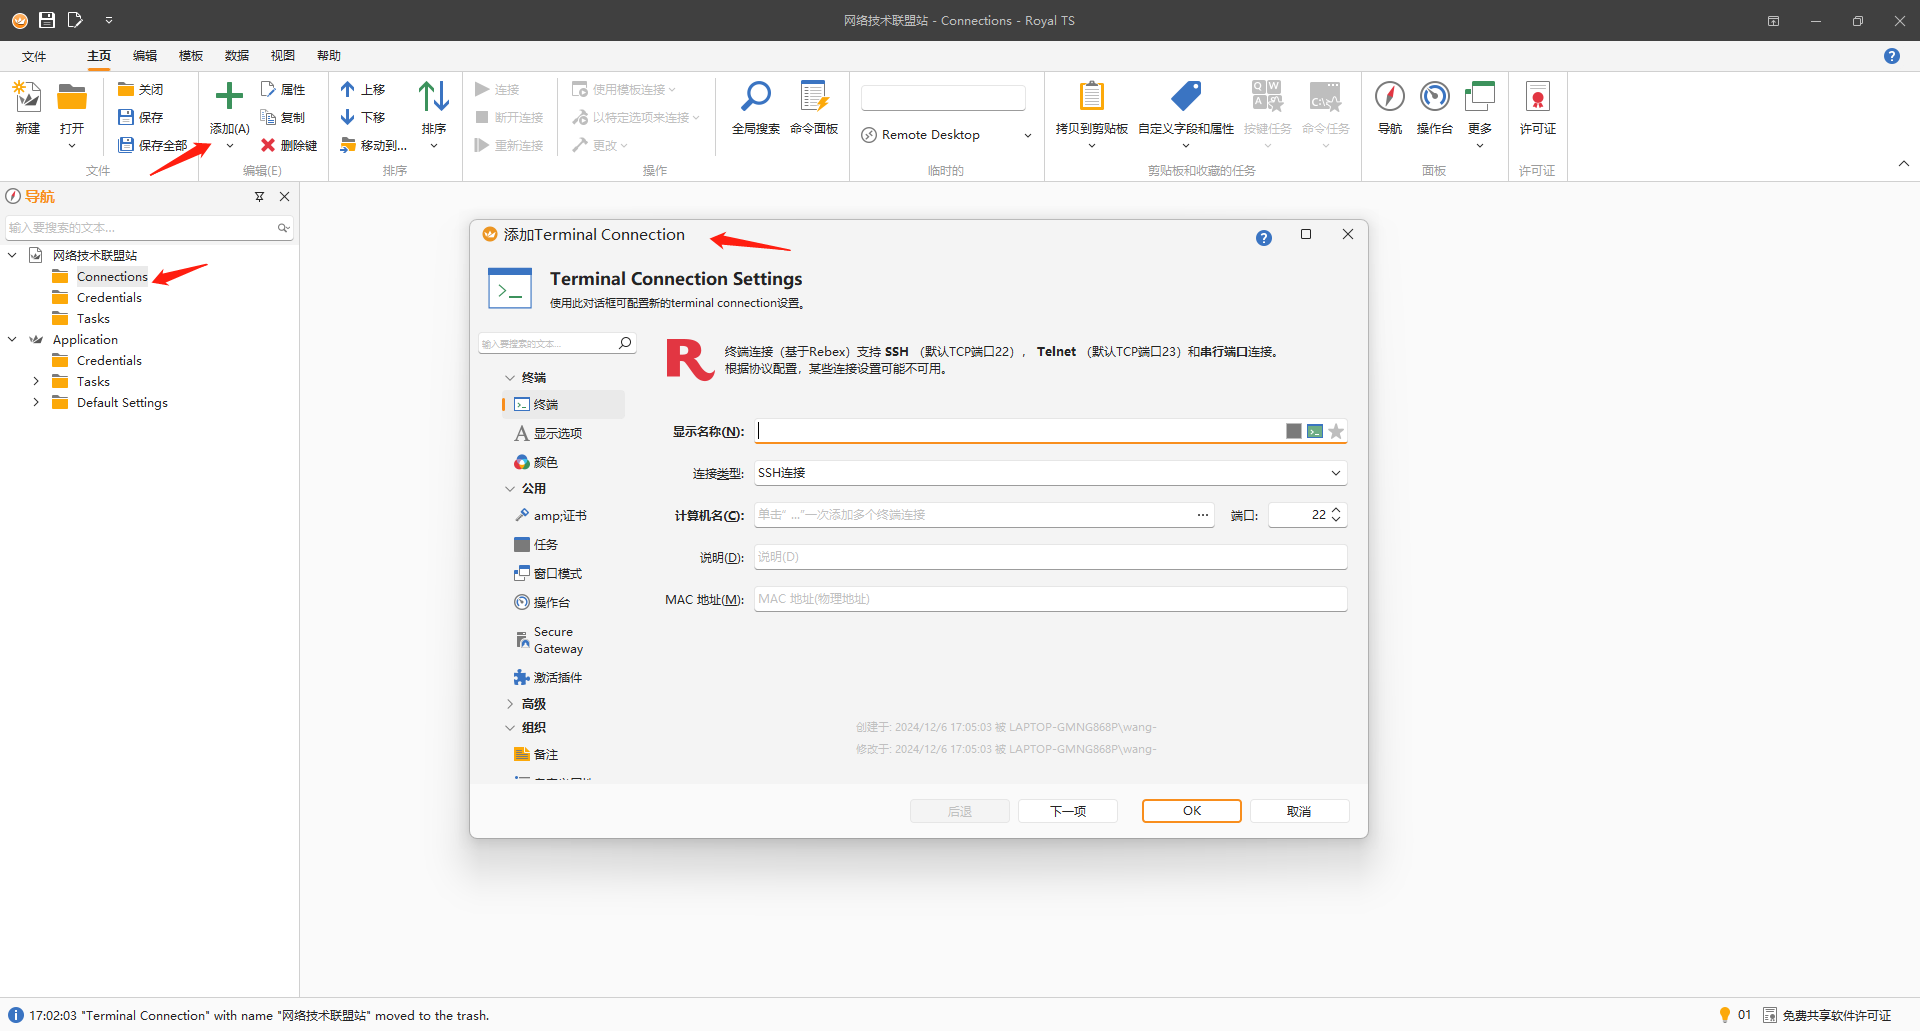 网络技术联盟站 - Connections - Royal TS
文件 主页 编辑 模板 数据 视图 帮助
新建
打开
关闭
保存
保存全部
文件
添加(A)
属性
复制
删除键
编辑(E)
上移
下移
移动到...
排序
排序
连接
断开连接
重新连接
使用模板连接
以特定选项来连接
更改
操作
全局搜索
命令面板
Remote Desktop
临时的
拷贝到剪贴板
自定义字段和属性
按键任务
命令任务
剪贴板和收藏的任务
导航
操作台
更多
面板
许可证
许可证
导航
输入要搜索的文本...
网络技术联盟站
Connections
Credentials
Tasks
Application
Credentials
Tasks
Default Settings
添加Terminal Connection
Terminal Connection Settings
使用此对话框可配置新的terminal connection设置。
输入要搜索的文本...
终端
终端
显示选项
颜色
公用
amp;证书
任务
窗口模式
操作台
Secure
Gateway
激活插件
高级
组织
备注
终端连接（基于Rebex）支持 SSH （默认TCP端口22）， Telnet （默认TCP端口23）和串行端口连接。
根据协议配置，某些连接设置可能不可用。
显示名称(N):
连接类型: SSH连接
计算机名(C): 单击“ ...”一次添加多个终端连接 ... 端口: 22
说明(D): 说明(D)
MAC 地址(M): MAC 地址(物理地址)
创建于: 2024/12/6 17:05:03 被 LAPTOP-GMNG868P\wang-
修改于: 2024/12/6 17:05:03 被 LAPTOP-GMNG868P\wang-
后退 下一项 OK 取消
17:02:03 "Terminal Connection" with name "网络技术联盟站" moved to the trash.
01 免费共享软件许可证